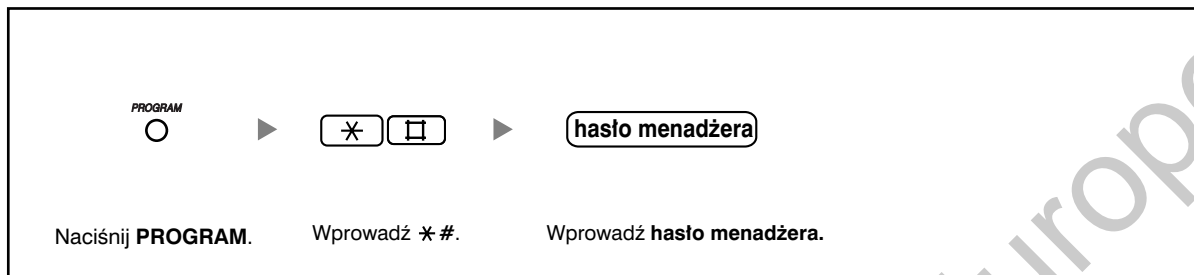 PROGRAM
✳ # hasło menadżera
Naciśnij PROGRAM. Wprowadź ✳#. Wprowadź hasło menadżera.